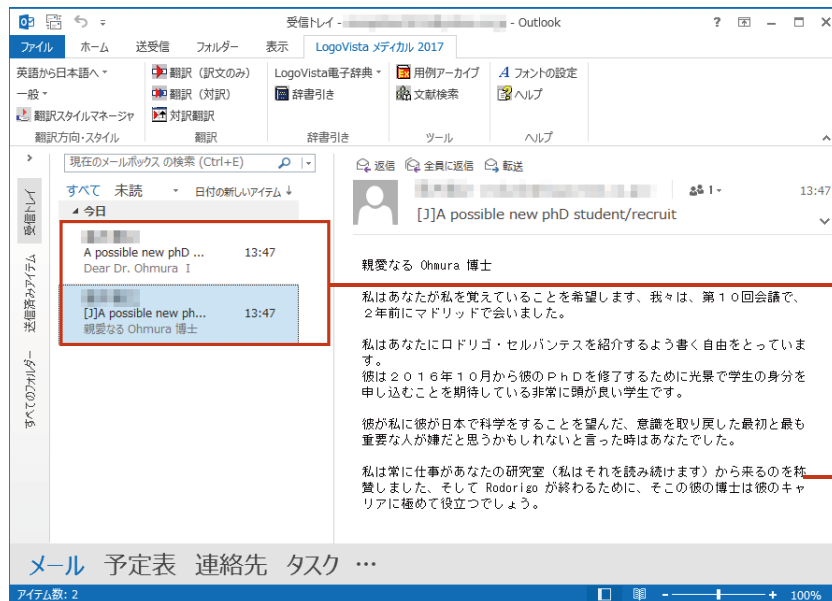 受信トレイ - - Outlook
ファイル ホーム 送受信 フォルダー 表示 LogoVista メディカル 2017
英語から日本語へ
一般
翻訳スタイルマネージャ
翻訳方向・スタイル
翻訳（訳文のみ）
翻訳（対訳）
対訳翻訳
翻訳
LogoVista電子辞典
辞書引き
辞書引き
用例アーカイブ
文献検索
ツール
A フォントの設定
ヘルプ
ヘルプ
受信トレイ
送信済みアイテム
すべてのフォルダー
現在のメールボックス の検索 (Ctrl+E)
すべて 未読 日付の新しいアイテム ↓
今日
A possible new phD ... 13:47
Dear Dr. Ohmura I
[J]A possible new ph... 13:47
親愛なる Ohmura 博士
返信 全員に返信 転送
1 13:47
[J]A possible new phD student/recruit
親愛なる Ohmura 博士
私はあなたが私を覚えていることを希望します、我々は、第１０回会議で、
２年前にマドリッドで会いました。
私はあなたにロドリゴ・セルバンテスを紹介するよう書く自由をとっていま
す。
彼は２０１６年１０月から彼のＰｈＤを修了するために光景で学生の身分を
申し込むことを期待している非常に頭が良い学生です。
彼が私に彼が日本で科学をすることを望んだ、意識を取り戻した最初と最も
重要な人が嫌だと思うかもしれないと言った時はあなたでした。
私は常に仕事があなたの研究室（私はそれを読み続けます）から来るのを称
賛しました、そして Rodorigo が終わるために、そこの彼の博士は彼のキャ
リアに極めて役立つでしょう。
メール 予定表 連絡先 タスク ···
アイテム数: 2
100%